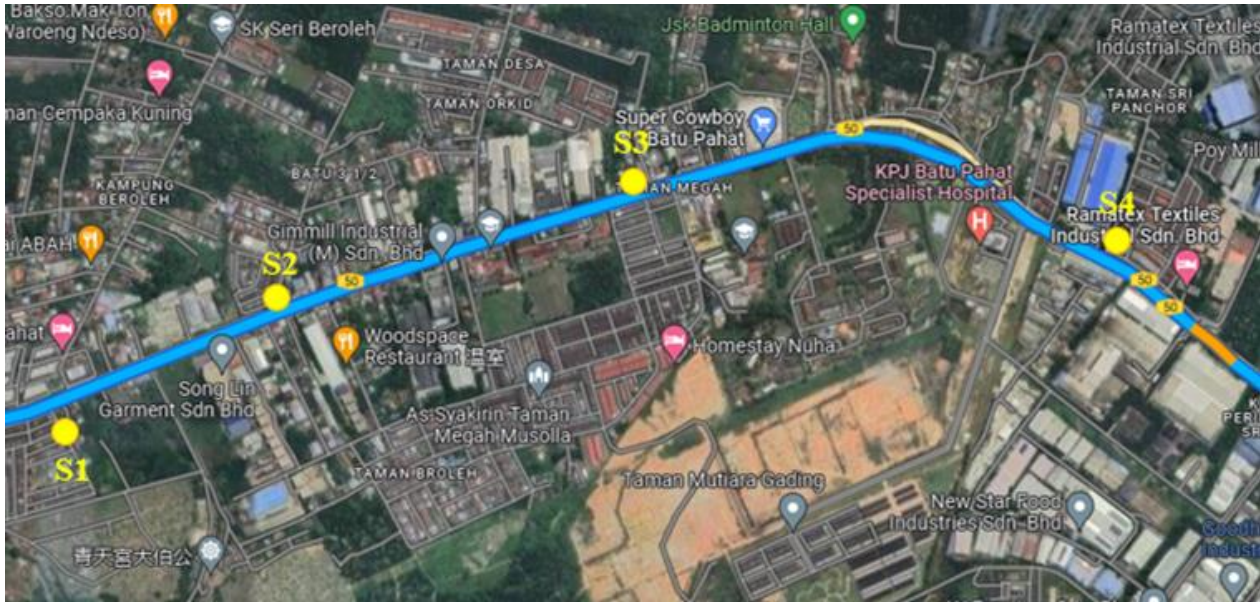 Bakso Mak Ton
Waroeng Ndeso)
SK Seri Beroleh
Jsk Badminton Hall
Ramatex Textiles
Industrial Sdn. Bhd
TAMAN DESA
TAMAN ORKID
TAMAN SRI
PANCHOR
man Cempaka Kuning
Super Cowboy
Batu Pahat
50
Poy Mil
S3
BATU 3 1/2
KAMPUNG
BEROLEH
TAMAN MEGAH
KPJ Batu Pahat
Specialist Hospital
S4
Ramatex Textiles
Industrial Sdn. Bhd
ai ABAH
Gimmill Industrial
(M) Sdn. Bhd
S2
50
50
50
ahat
Woodspace
Restaurant 温室
Homestay Nuha
Song Lin
Garment Sdn Bhd
As Syakirin Taman
Megah Musolla
S1
TAMAN BROLEH
Taman Mutiara Gading
New Star Food
Industries Sdn. Bhd
青天宮大伯公